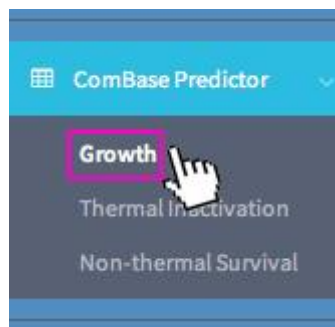 ComBase Predictor
Growth
Thermal Inactivation
Non-thermal Survival